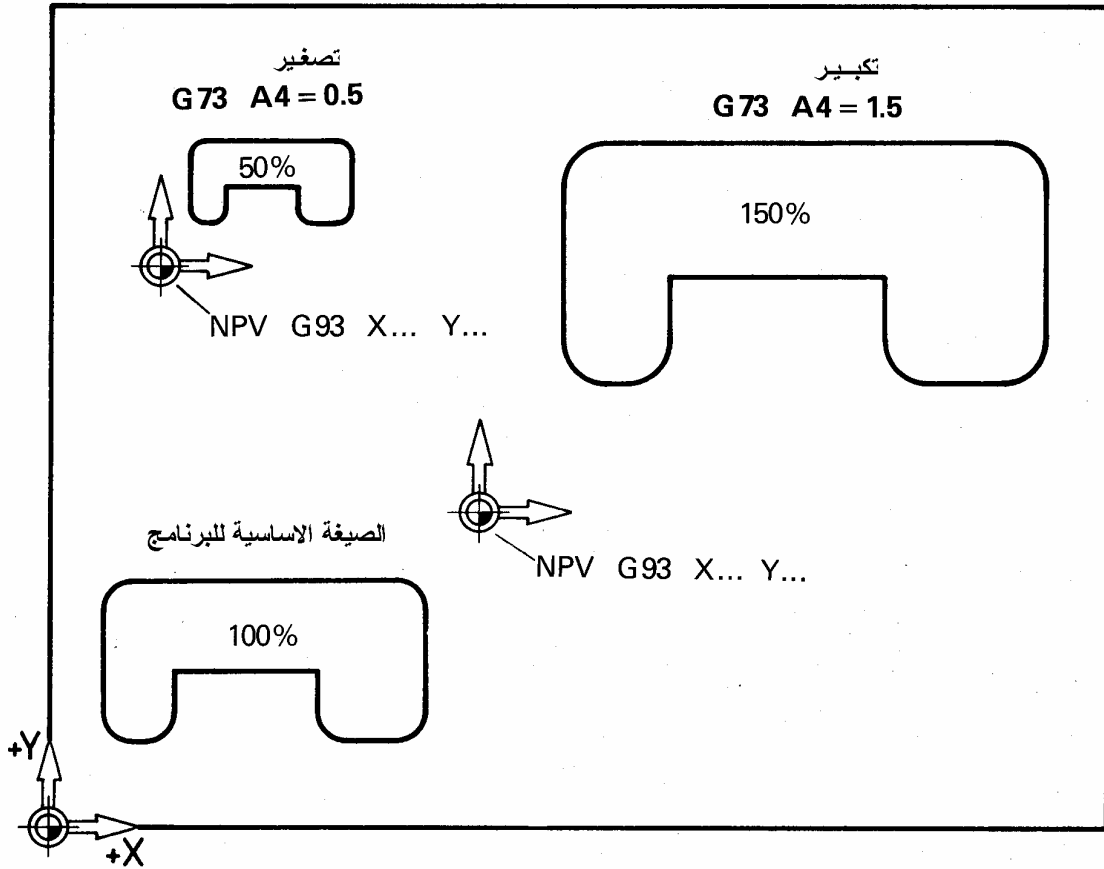 تصغير
G73 A4 = 0.5
50%
NPV G93 X... Y...
تكبير
G73 A4 = 1.5
150%
NPV G93 X... Y...
الصيغة الاساسية للبرنامج
100%
+Y
+X